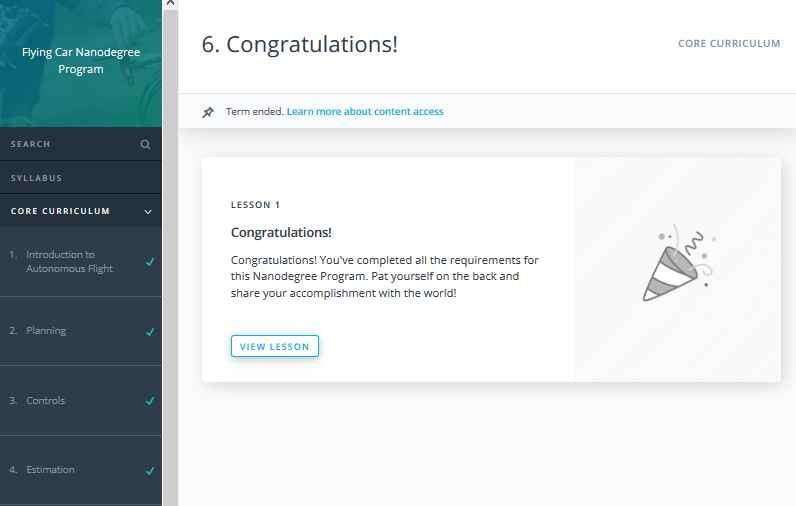 Flying Car Nanodegree
Program
SEARCH
SYLLABUS
CORE CURRICULUM
1. Introduction to
Autonomous Flight
2. Planning
3. Controls
4. Estimation
6. Congratulations!
CORE CURRICULUM
Term ended. Learn more about content access
LESSON 1
Congratulations!
Congratulations! You've completed all the requirements for
this Nanodegree Program. Pat yourself on the back and
share your accomplishment with the world!
VIEW LESSON